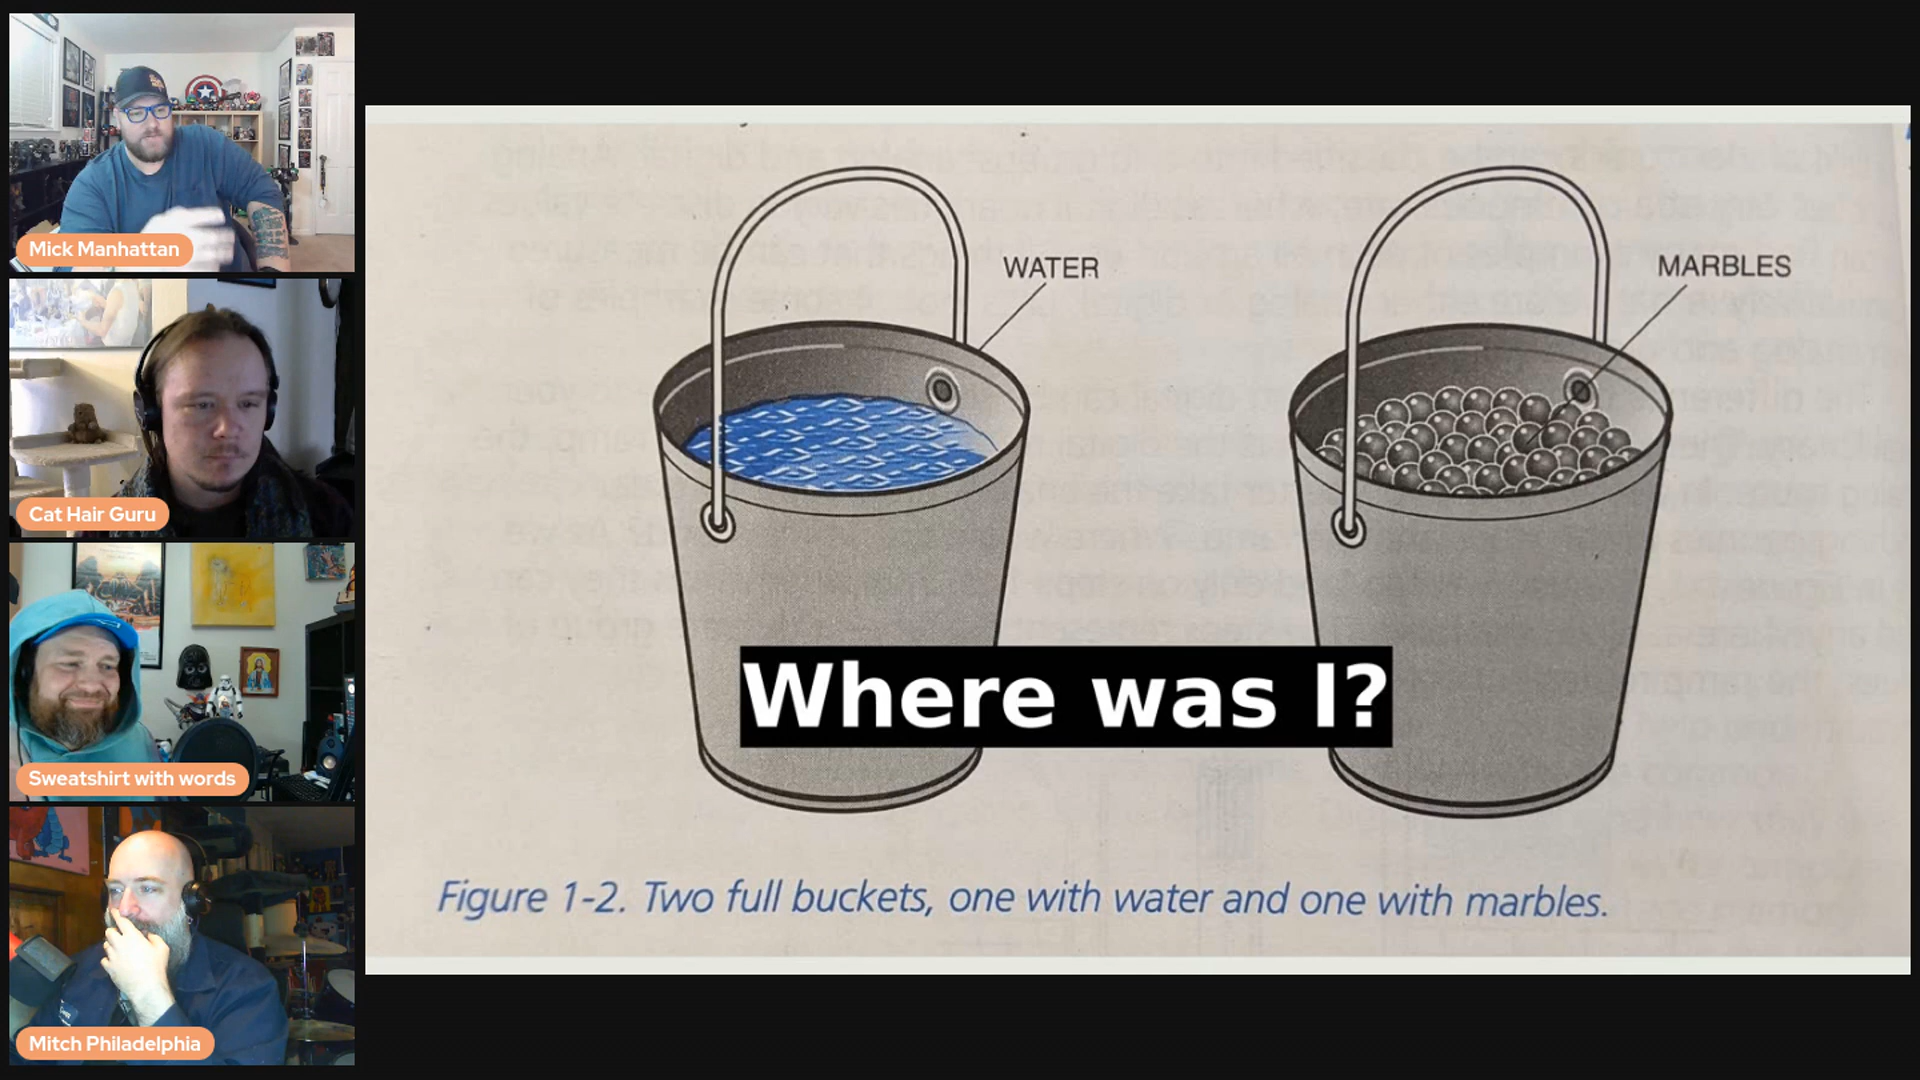 Mick Manhattan
Cat Hair Guru
Sweatshirt with words
Mitch Philadelphia
WATER
MARBLES
Where was I?
Figure 1-2. Two full buckets, one with water and one with marbles.